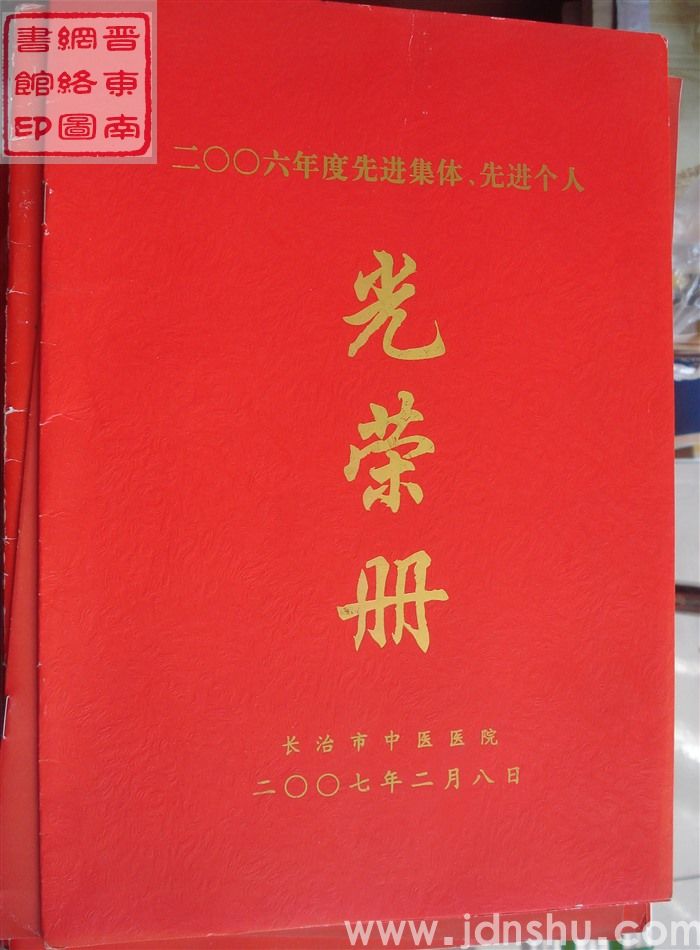 晋东南
網絡圖
書館印
二〇〇六年度先进集体、先进个人
光荣册
长治市中医医院
二〇〇七年二月八日
www.jdnshu.com